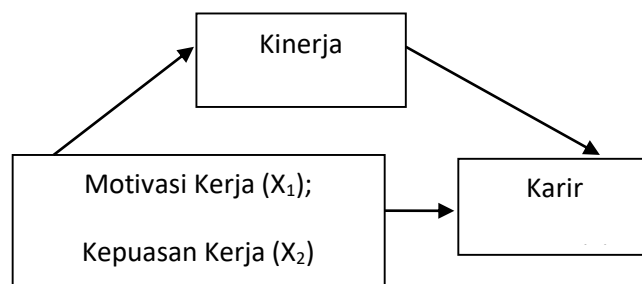 Kinerja
Motivasi Kerja (X₁);
Kepuasan Kerja (X₂)
Karir